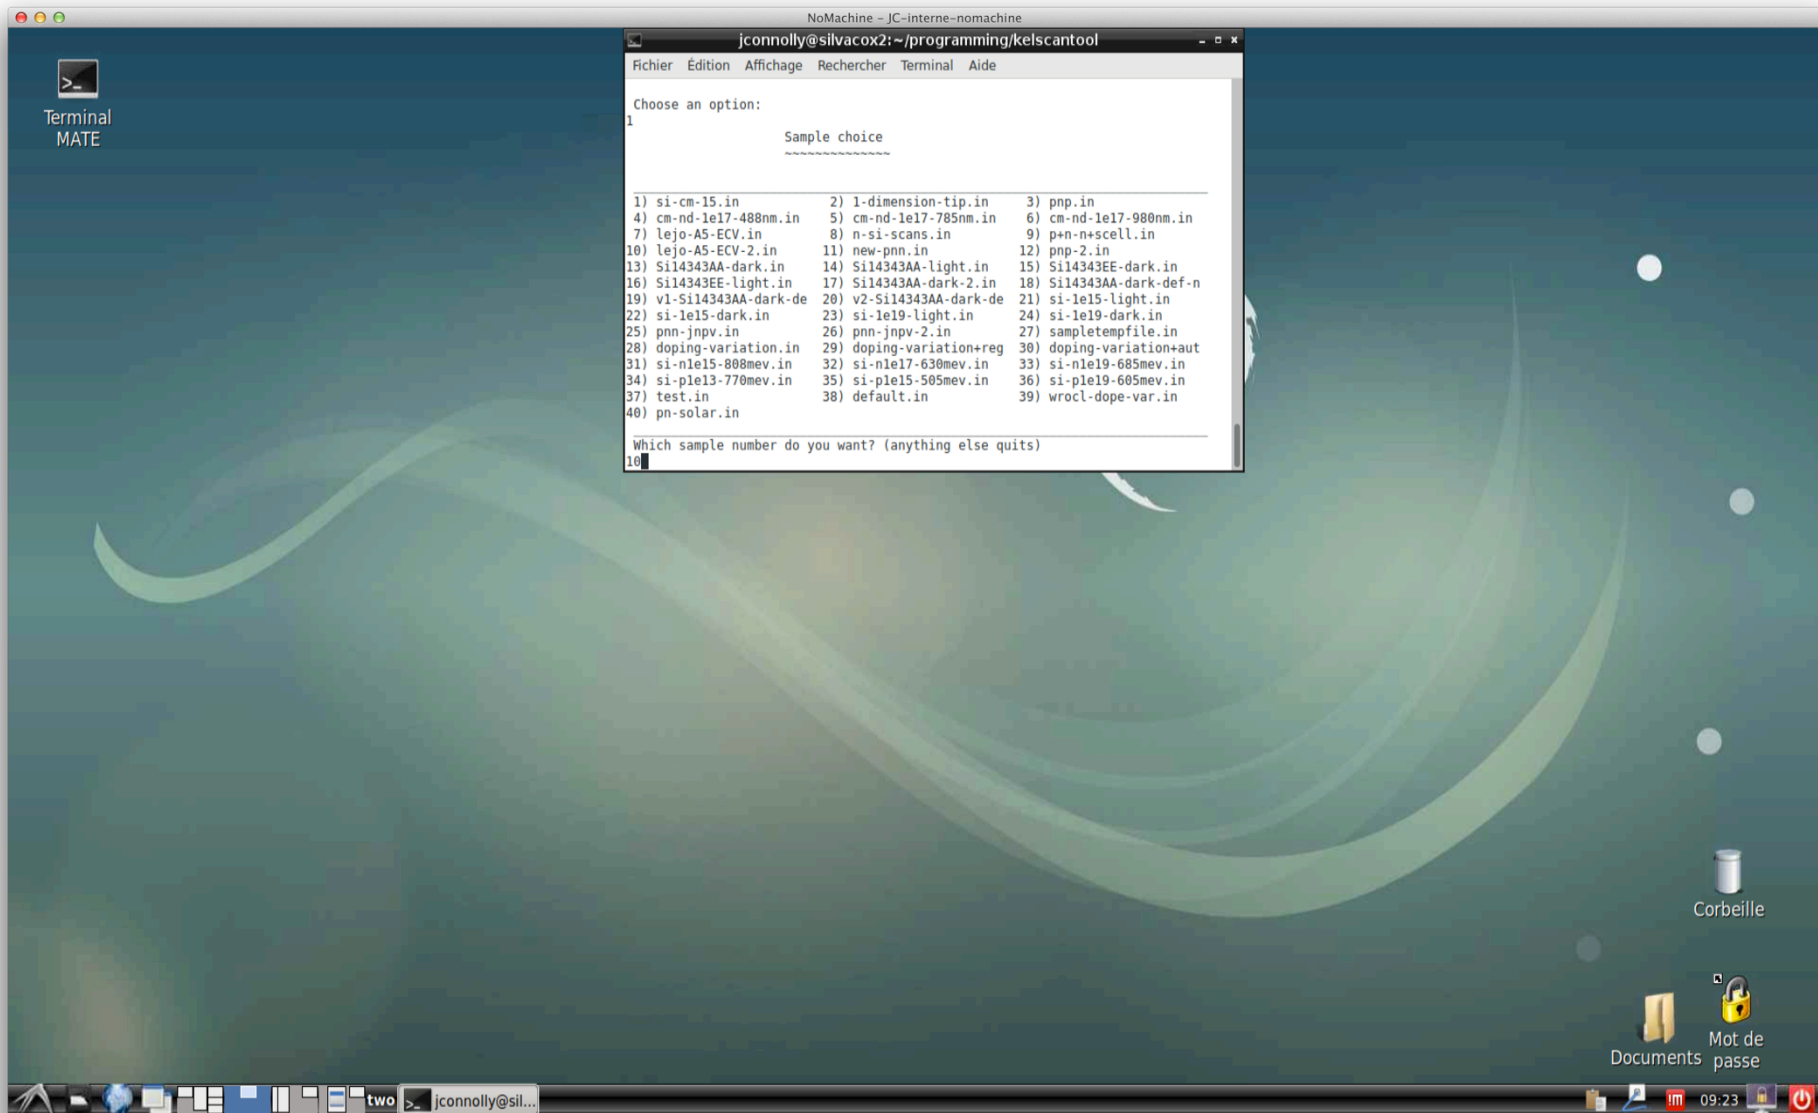 NoMachine - JC-interne-nomachine
Terminal
MATE
jconnolly@silvacox2:~/programming/kelscantool
Fichier Édition Affichage Rechercher Terminal Aide
Choose an option:
1
Sample choice
~~~~~~~~~~~~~~
1) si-cm-15.in 2) 1-dimension-tip.in 3) pnp.in
4) cm-nd-1e17-488nm.in 5) cm-nd-1e17-785nm.in 6) cm-nd-1e17-980nm.in
7) lejo-A5-ECV.in 8) n-si-scans.in 9) p+n-n+scell.in
10) lejo-A5-ECV-2.in 11) new-pnn.in 12) pnp-2.in
13) Si14343AA-dark.in 14) Si14343AA-light.in 15) Si14343EE-dark.in
16) Si14343EE-light.in 17) Si14343AA-dark-2.in 18) Si14343AA-dark-def-n
19) v1-Si14343AA-dark-de 20) v2-Si14343AA-dark-de 21) si-1e15-light.in
22) si-1e15-dark.in 23) si-1e19-light.in 24) si-1e19-dark.in
25) pnn-jnpv.in 26) pnn-jnpv-2.in 27) sampletempfile.in
28) doping-variation.in 29) doping-variation+reg 30) doping-variation+aut
31) si-n1e15-808mev.in 32) si-n1e17-630mev.in 33) si-n1e19-685mev.in
34) si-p1e13-770mev.in 35) si-p1e15-505mev.in 36) si-p1e19-605mev.in
37) test.in 38) default.in 39) wrocl-dope-var.in
40) pn-solar.in
Which sample number do you want? (anything else quits)
10
Corbeille
Documents
Mot de
passe
two
jconnolly@sil...
!M
09:23